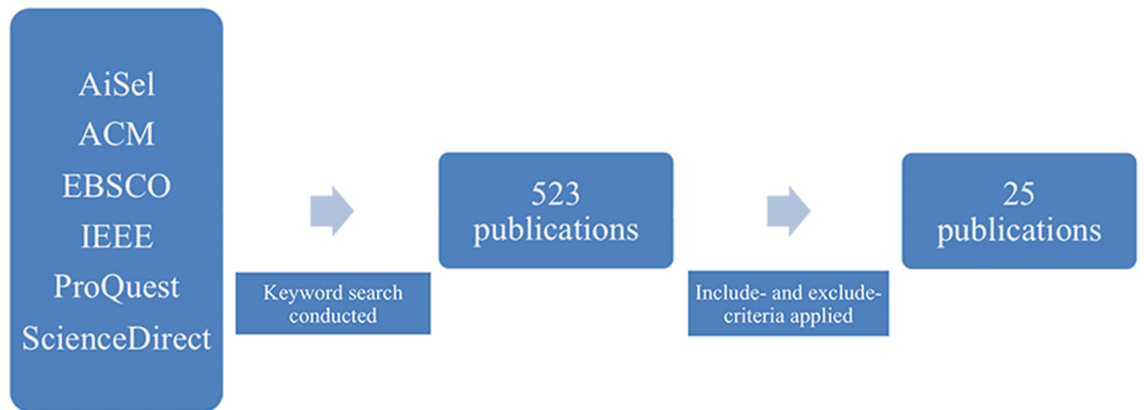 AiSel
ACM
EBSCO
IEEE
ProQuest
ScienceDirect
Keyword search
conducted
523
publications
Include- and exclude-
criteria applied
25
publications